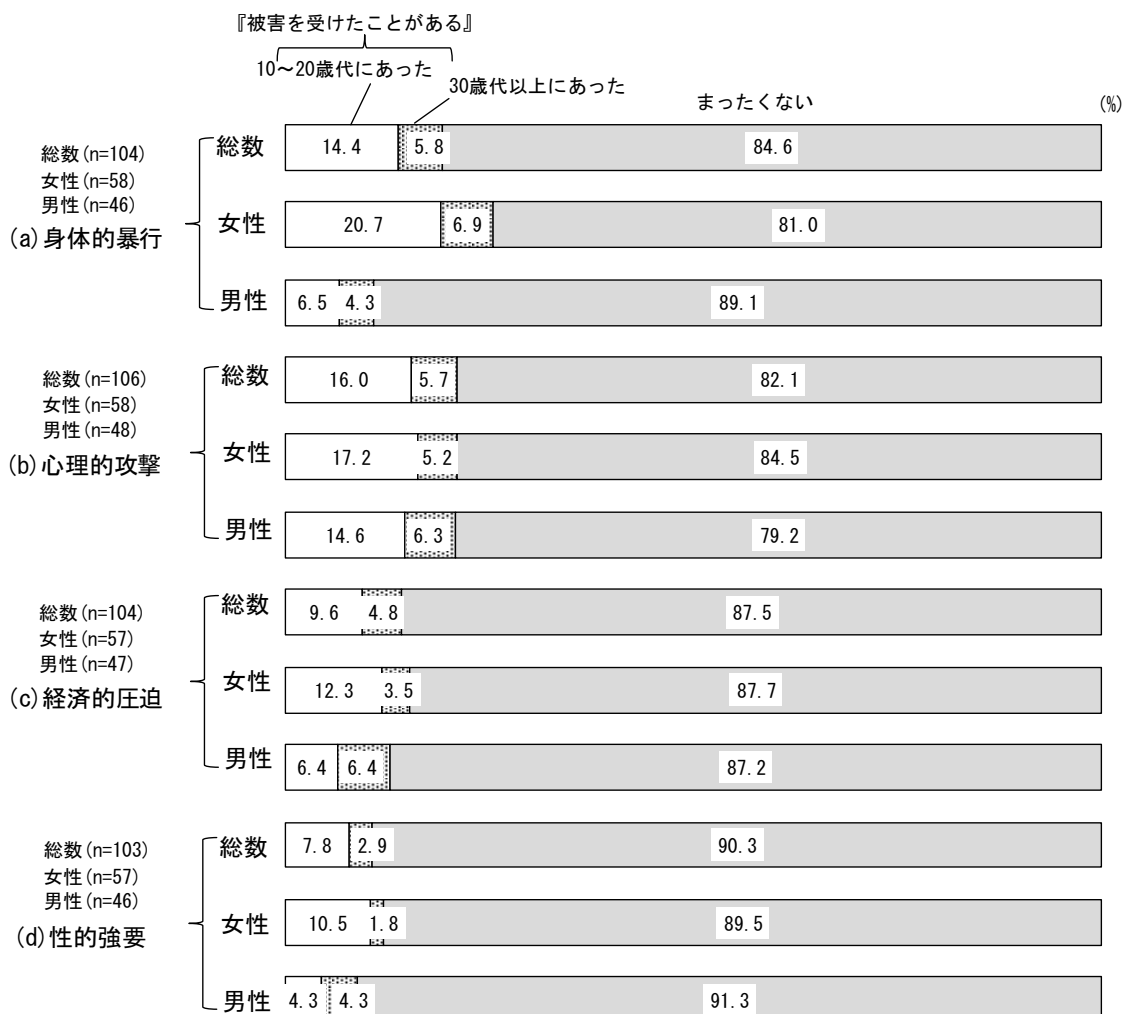 『被害を受けたことがある』
10～20歳代にあった
30歳代以上にあった
まったくない
(%)
総数(n=104)
女性(n=58)
男性(n=46)
(a)身体的暴行
総数 14.4 5.8 84.6
女性 20.7 6.9 81.0
男性 6.5 4.3 89.1
総数(n=106)
女性(n=58)
男性(n=48)
(b)心理的攻撃
総数 16.0 5.7 82.1
女性 17.2 5.2 84.5
男性 14.6 6.3 79.2
総数(n=104)
女性(n=57)
男性(n=47)
(c)経済的圧迫
総数 9.6 4.8 87.5
女性 12.3 3.5 87.7
男性 6.4 6.4 87.2
総数(n=103)
女性(n=57)
男性(n=46)
(d)性的強要
総数 7.8 2.9 90.3
女性 10.5 1.8 89.5
男性 4.3 4.3 91.3